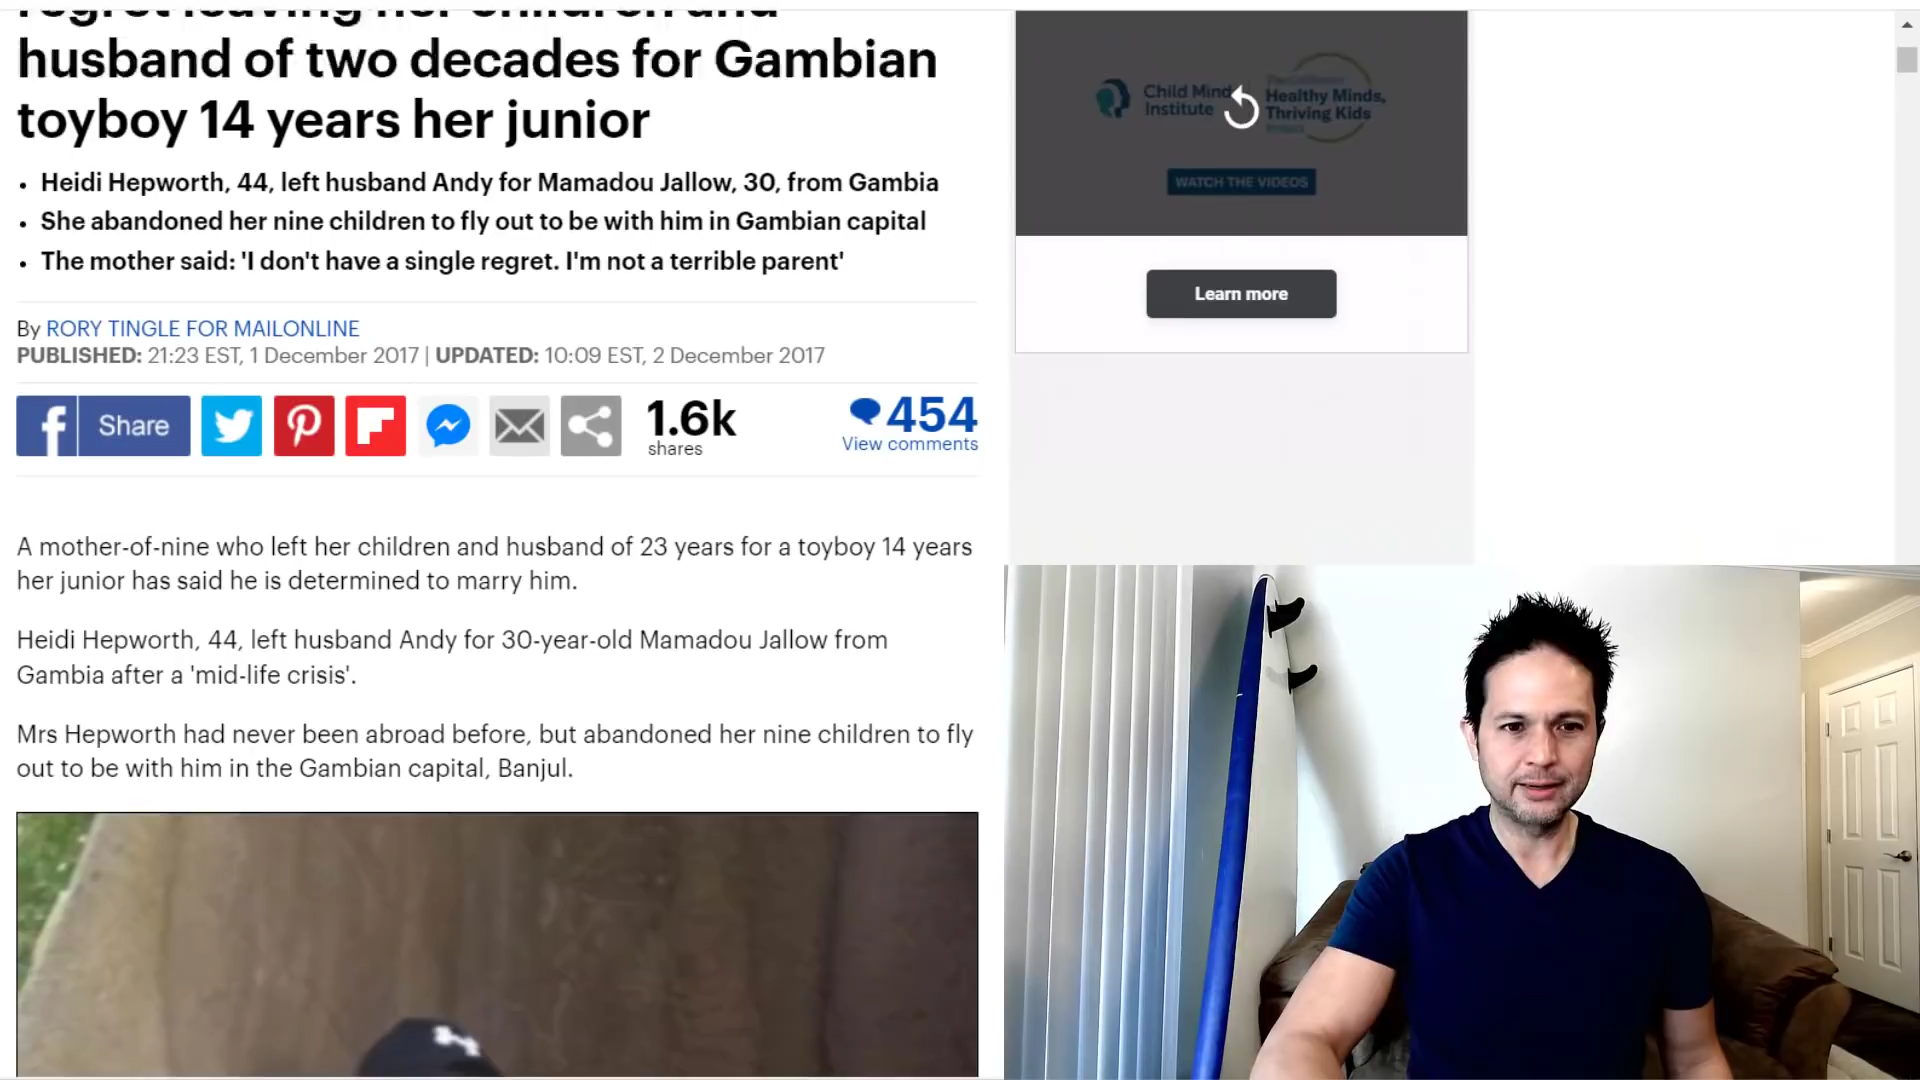 regret leaving her children and
husband of two decades for Gambian
toyboy 14 years her junior
• Heidi Hepworth, 44, left husband Andy for Mamadou Jallow, 30, from Gambia
• She abandoned her nine children to fly out to be with him in Gambian capital
• The mother said: 'I don't have a single regret. I'm not a terrible parent'
By RORY TINGLE FOR MAILONLINE
PUBLISHED: 21:23 EST, 1 December 2017 | UPDATED: 10:09 EST, 2 December 2017
Share
1.6k
shares
454
View comments
A mother-of-nine who left her children and husband of 23 years for a toyboy 14 years
her junior has said he is determined to marry him.
Heidi Hepworth, 44, left husband Andy for 30-year-old Mamadou Jallow from
Gambia after a 'mid-life crisis'.
Mrs Hepworth had never been abroad before, but abandoned her nine children to fly
out to be with him in the Gambian capital, Banjul.
Child Mind
Institute
Healthy Minds,
Thriving Kids
WATCH THE VIDEOS
Learn more